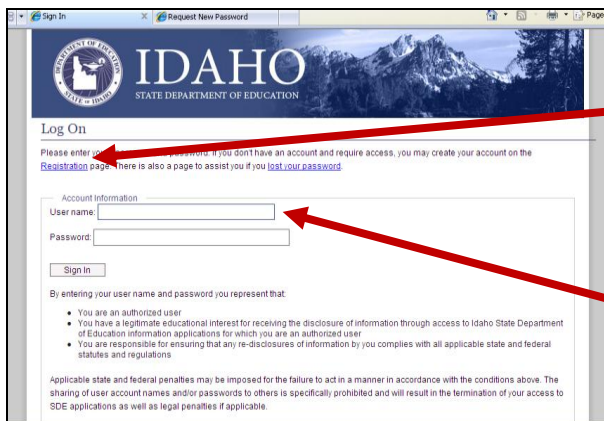 Sign In
Request New Password
Page
DEPARTMENT OF EDUCATION
STATE OF IDAHO
IDAHO
STATE DEPARTMENT OF EDUCATION
Log On
Please enter password. If you don't have an account and require access, you may create your account on the
Registration page. There is also a page to assist you if you lost your password.
Account Information
User name:
Password:
Sign In
By entering your user name and password you represent that:
• You are an authorized user
• You have a legitimate educational interest for receiving the disclosure of information through access to Idaho State Department
of Education information applications for which you are an authorized user
• You are responsible for ensuring that any re-disclosures of information by you complies with all applicable state and federal
statutes and regulations
Applicable state and federal penalties may be imposed for the failure to act in a manner in accordance with the conditions above. The
sharing of user account names and/or passwords to others is specifically prohibited and will result in the termination of your access to
SDE applications as well as legal penalties if applicable.